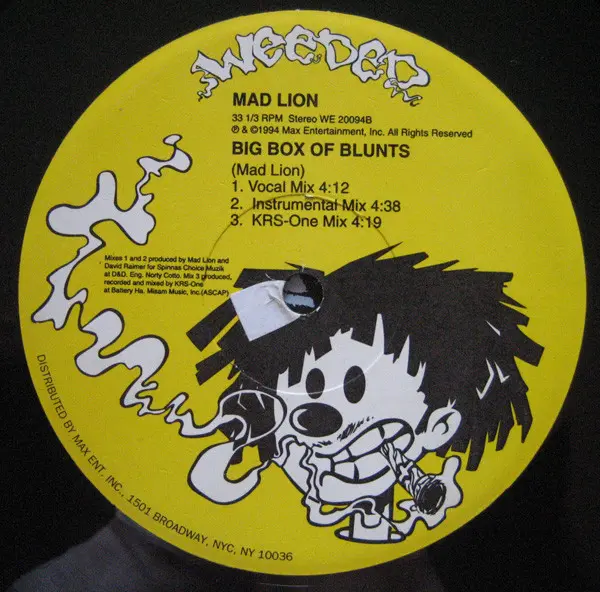 WEEDED
MAD LION
33 1/3 RPM Stereo WE 20094B
℗ & ©1994 Max Entertainment, Inc. All Rights Reserved
BIG BOX OF BLUNTS
(Mad Lion)
1. Vocal Mix 4:12
2. Instrumental Mix 4:38
3. KRS-One Mix 4:19
Mixes 1 and 2 produced by Mad Lion and
David Raimer for Spinnas Choice Muzik
at D&D. Eng. Norty Cotto. Mix 3 produced,
recorded and mixed by KRS-One
at Battery Ha. Misam Music, Inc.(ASCAP)
DISTRIBUTED BY MAX ENT. INC., 1501 BROADWAY, NYC, NY 10036